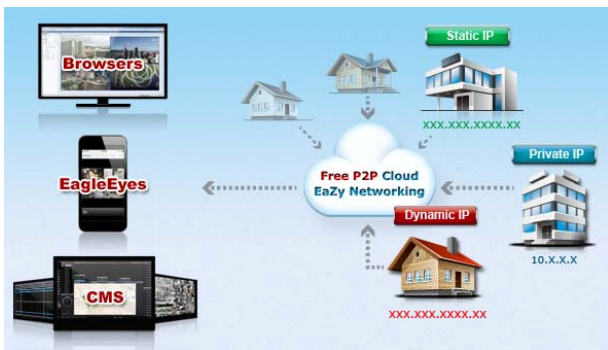 Browsers
Static IP
XXX.XXX.XXXX.XX
Private IP
EagleEyes
Free P2P Cloud
EaZy Networking
Dynamic IP
10.X.X.X
CMS
XXX.XXX.XXXX.XX